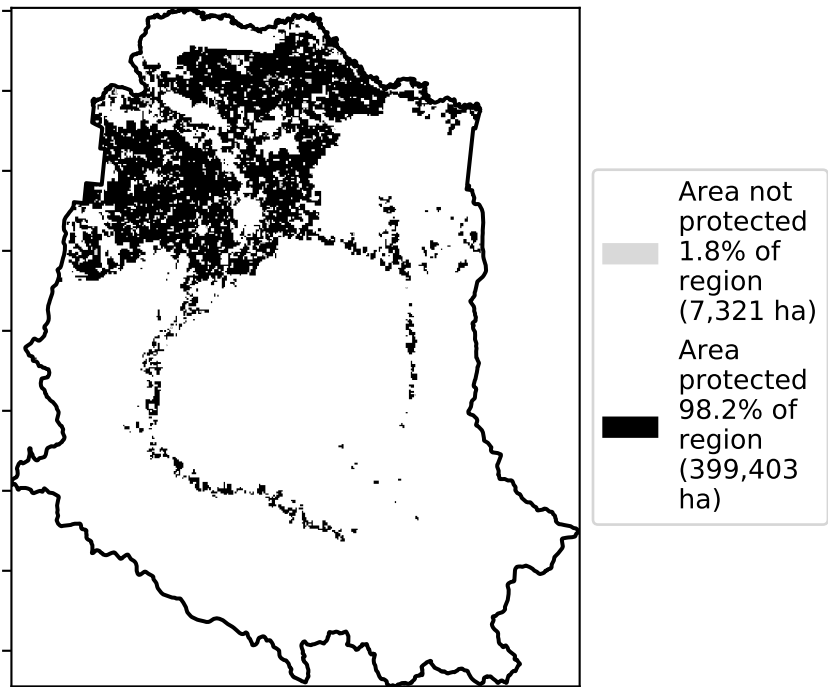 Area not
protected
1.8% of
region
(7,321 ha)
Area
protected
98.2% of
region
(399,403
ha)